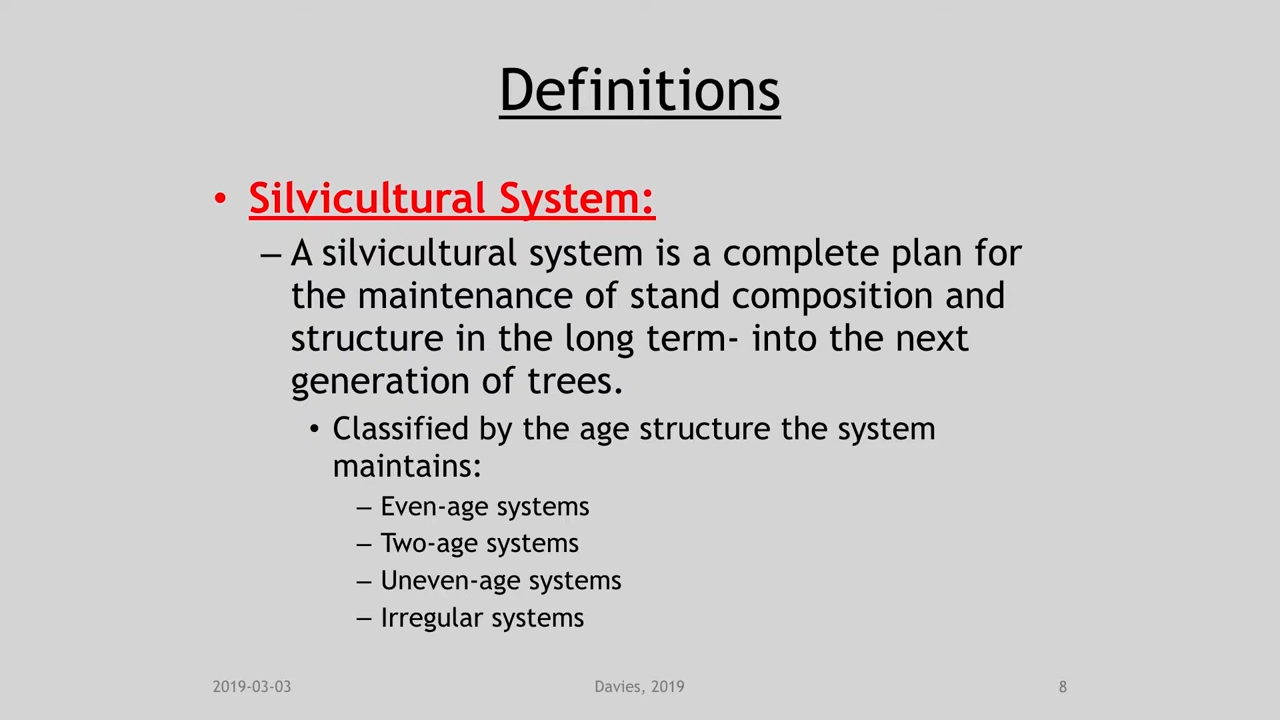 Definitions
• Silvicultural System:
– A silvicultural system is a complete plan for
the maintenance of stand composition and
structure in the long term- into the next
generation of trees.
• Classified by the age structure the system
maintains:
– Even-age systems
– Two-age systems
– Uneven-age systems
– Irregular systems
2019-03-03 Davies, 2019 8